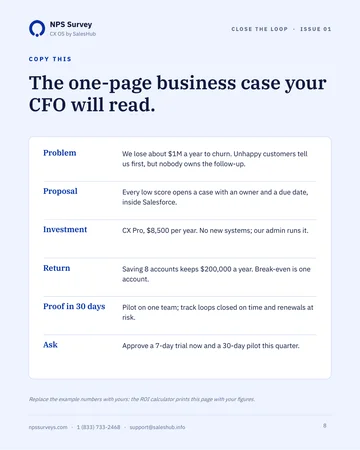 NPS Survey
CX OS by SalesHub
CLOSE THE LOOP · ISSUE 01
COPY THIS
The one-page business case your
CFO will read.
Problem
We lose about $1M a year to churn. Unhappy customers tell
us first, but nobody owns the follow-up.
Proposal
Every low score opens a case with an owner and a due date,
inside Salesforce.
Investment
CX Pro, $8,500 per year. No new systems; our admin runs it.
Return
Saving 8 accounts keeps $200,000 a year. Break-even is one
account.
Proof in 30 days
Pilot on one team; track loops closed on time and renewals at
risk.
Ask
Approve a 7-day trial now and a 30-day pilot this quarter.
Replace the example numbers with yours: the ROI calculator prints this page with your figures.
npssurveys.com · 1 (833) 733-2468 · support@saleshub.info
8